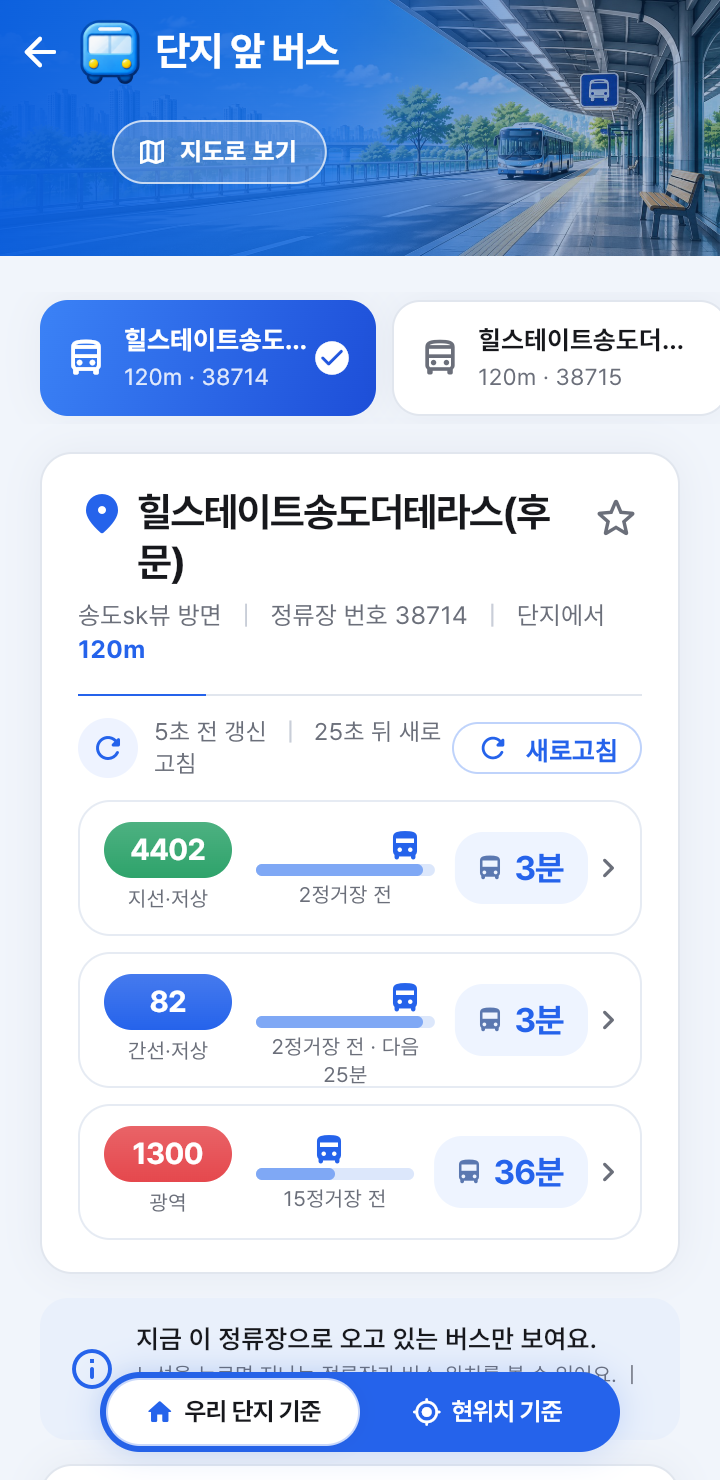 단지 앞 버스
지도로 보기
힐스테이트송도...
120m · 38714
힐스테이트송도더...
120m · 38715
힐스테이트송도더테라스(후
문)
송도sk뷰 방면 | 정류장 번호 38714 | 단지에서
120m
5초 전 갱신 | 25초 뒤 새로
고침
새로고침
4402
지선·저상
2정거장 전
3분
82
간선·저상
2정거장 전 · 다음
25분
3분
1300
광역
15정거장 전
36분
지금 이 정류장으로 오고 있는 버스만 보여요.
우리 단지 기준
현위치 기준